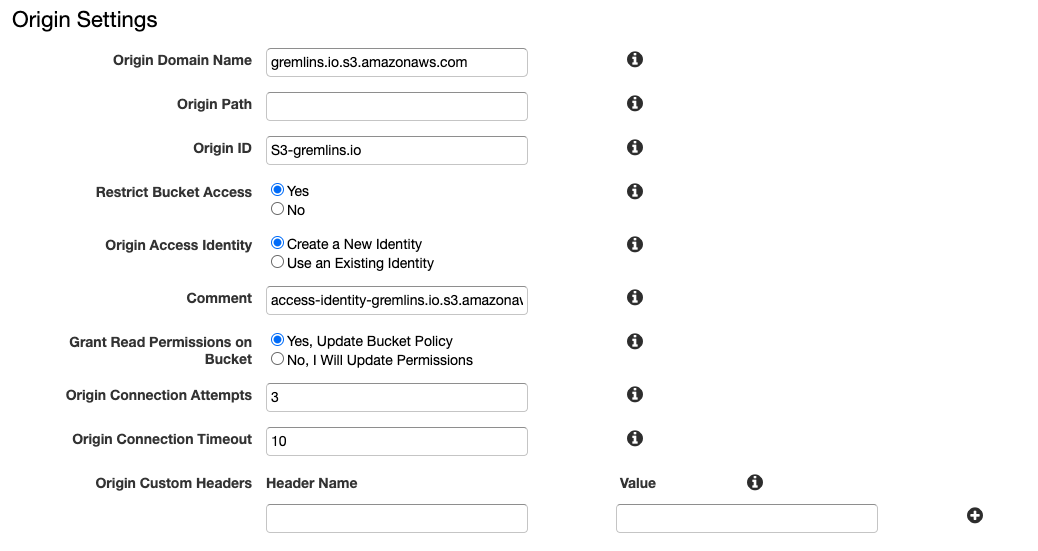 Origin Settings
Origin Domain Name gremlins.io.s3.amazonaws.com
Origin Path
Origin ID S3-gremlins.io
Restrict Bucket Access Yes
No
Origin Access Identity Create a New Identity
Use an Existing Identity
Comment access-identity-gremlins.io.s3.amazonav
Grant Read Permissions on Yes, Update Bucket Policy
Bucket No, I Will Update Permissions
Origin Connection Attempts 3
Origin Connection Timeout 10
Origin Custom Headers Header Name Value